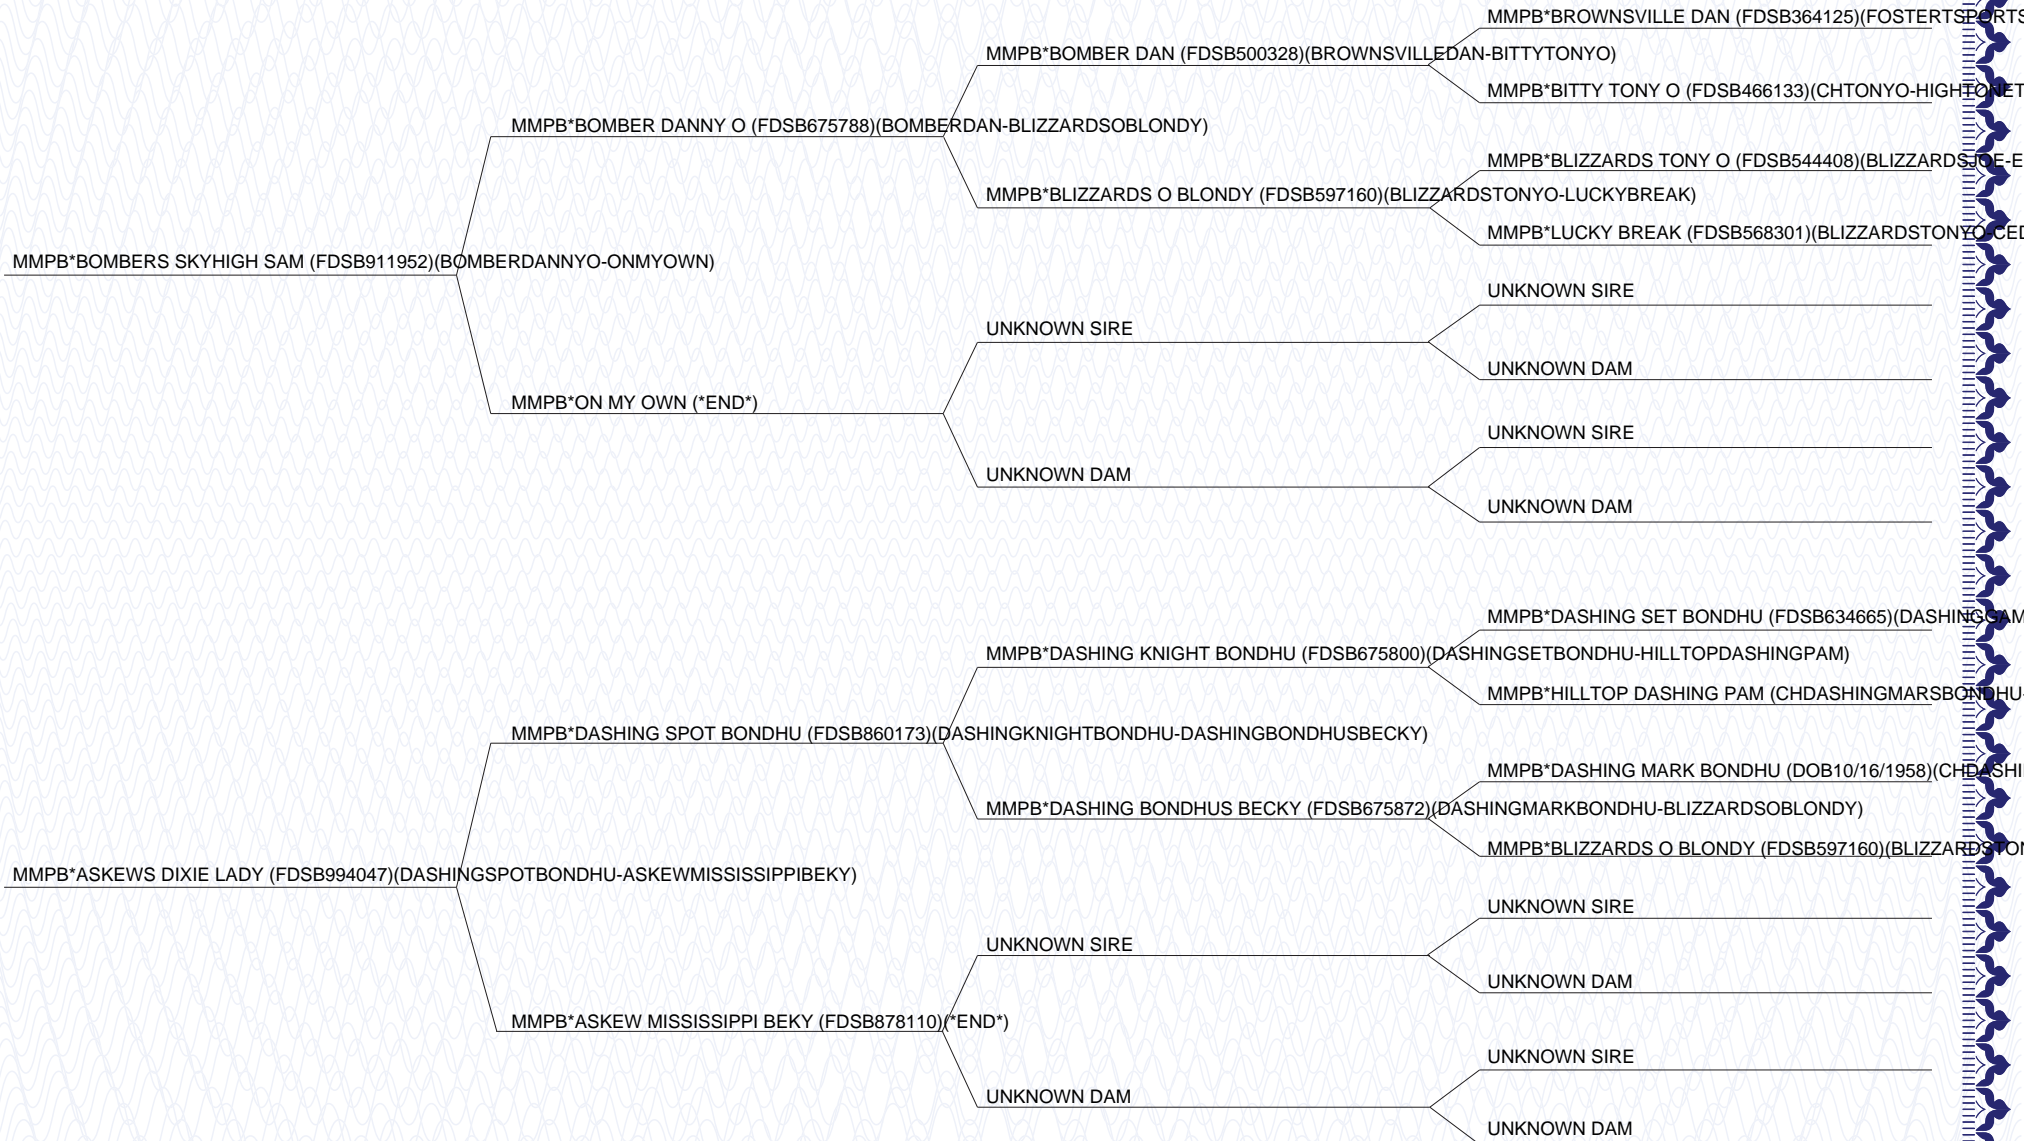 MMPB*BROWNSVILLE DAN (FDSB364125)(FOSTERTSPORTS
MMPB*BOMBER DAN (FDSB500328)(BROWNSVILLEDAN-BITTYTONYO)
MMPB*BITTY TONY O (FDSB466133)(CHTONYO-HIGHTONET
MMPB*BOMBER DANNY O (FDSB675788)(BOMBERDAN-BLIZZARDSOBLONDY)
MMPB*BLIZZARDS TONY O (FDSB544408)(BLIZZARDSJOE-E
MMPB*BLIZZARDS O BLONDY (FDSB597160)(BLIZZARDSTONYO-LUCKYBREAK)
MMPB*LUCKY BREAK (FDSB568301)(BLIZZARDSTONYO-CED
MMPB*BOMBERS SKYHIGH SAM (FDSB911952)(BOMBERDANNYO-ONMYOWN)
UNKNOWN SIRE
UNKNOWN SIRE
UNKNOWN DAM
MMPB*ON MY OWN (*END*)
UNKNOWN SIRE
UNKNOWN DAM
UNKNOWN DAM
MMPB*DASHING SET BONDHU (FDSB634665)(DASHINGGAM
MMPB*DASHING KNIGHT BONDHU (FDSB675800)(DASHINGSETBONDHU-HILLTOPDASHINGPAM)
MMPB*HILLTOP DASHING PAM (CHDASHINGMARSBONDHU-
MMPB*DASHING SPOT BONDHU (FDSB860173)(DASHINGKNIGHTBONDHU-DASHINGBONDHUSBECKY)
MMPB*DASHING MARK BONDHU (DOB10/16/1958)(CHDASHI
MMPB*DASHING BONDHUS BECKY (FDSB675872)(DASHINGMARKBONDHU-BLIZZARDSOBLONDY)
MMPB*BLIZZARDS O BLONDY (FDSB597160)(BLIZZARDSTON
MMPB*ASKEWS DIXIE LADY (FDSB994047)(DASHINGSPOTBONDHU-ASKEWMISSISSIPPIBEKY)
UNKNOWN SIRE
UNKNOWN SIRE
UNKNOWN DAM
MMPB*ASKEW MISSISSIPPI BEKY (FDSB878110)(*END*)
UNKNOWN SIRE
UNKNOWN DAM
UNKNOWN DAM